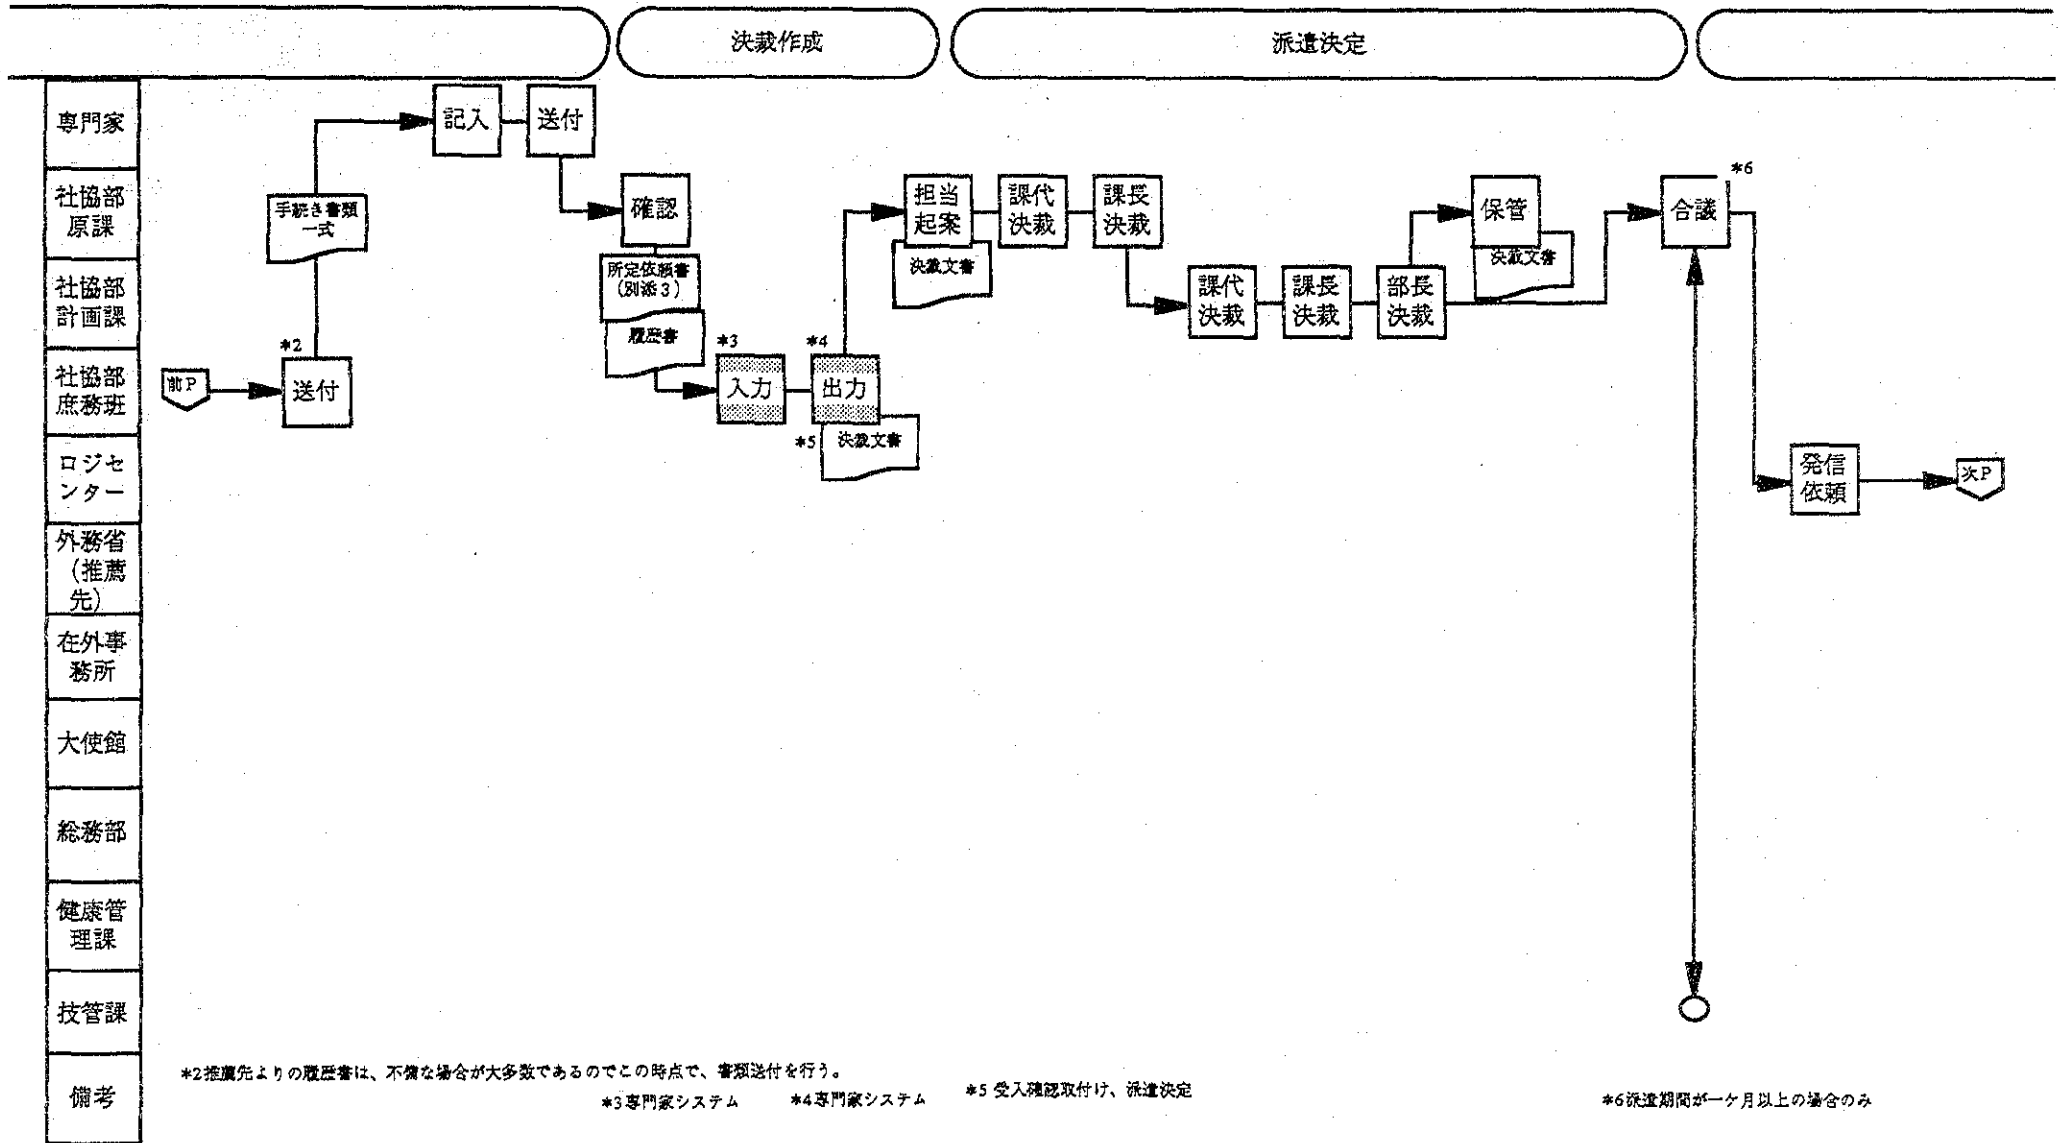 決裁作成
派遣決定
専門家
記入
送付
社協部
原課
手続き書類
一式
確認
担当
起案
課代
決裁
課長
決裁
保管
*6
合議
社協部
計画課
所定依頼書
(別派3)
履歴書
決裁文書
課代
決裁
課長
決裁
部長
決裁
決裁文書
社協部
庶務班
前P
*2
送付
*3
入力
*4
出力
*5
決裁文書
ロジセ
ンター
発信
依頼
次P
外務省
(推薦
先)
在外事
務所
大使館
総務部
健康管
理課
技管課
備考
*2推薦先よりの履歴書は、不備な場合が大多数であるのでこの時点で、書類送付を行う。
*3専門家システム
*4専門家システム
*5 受入確認取付け、派遣決定
*6派遣期間が一ケ月以上の場合のみ